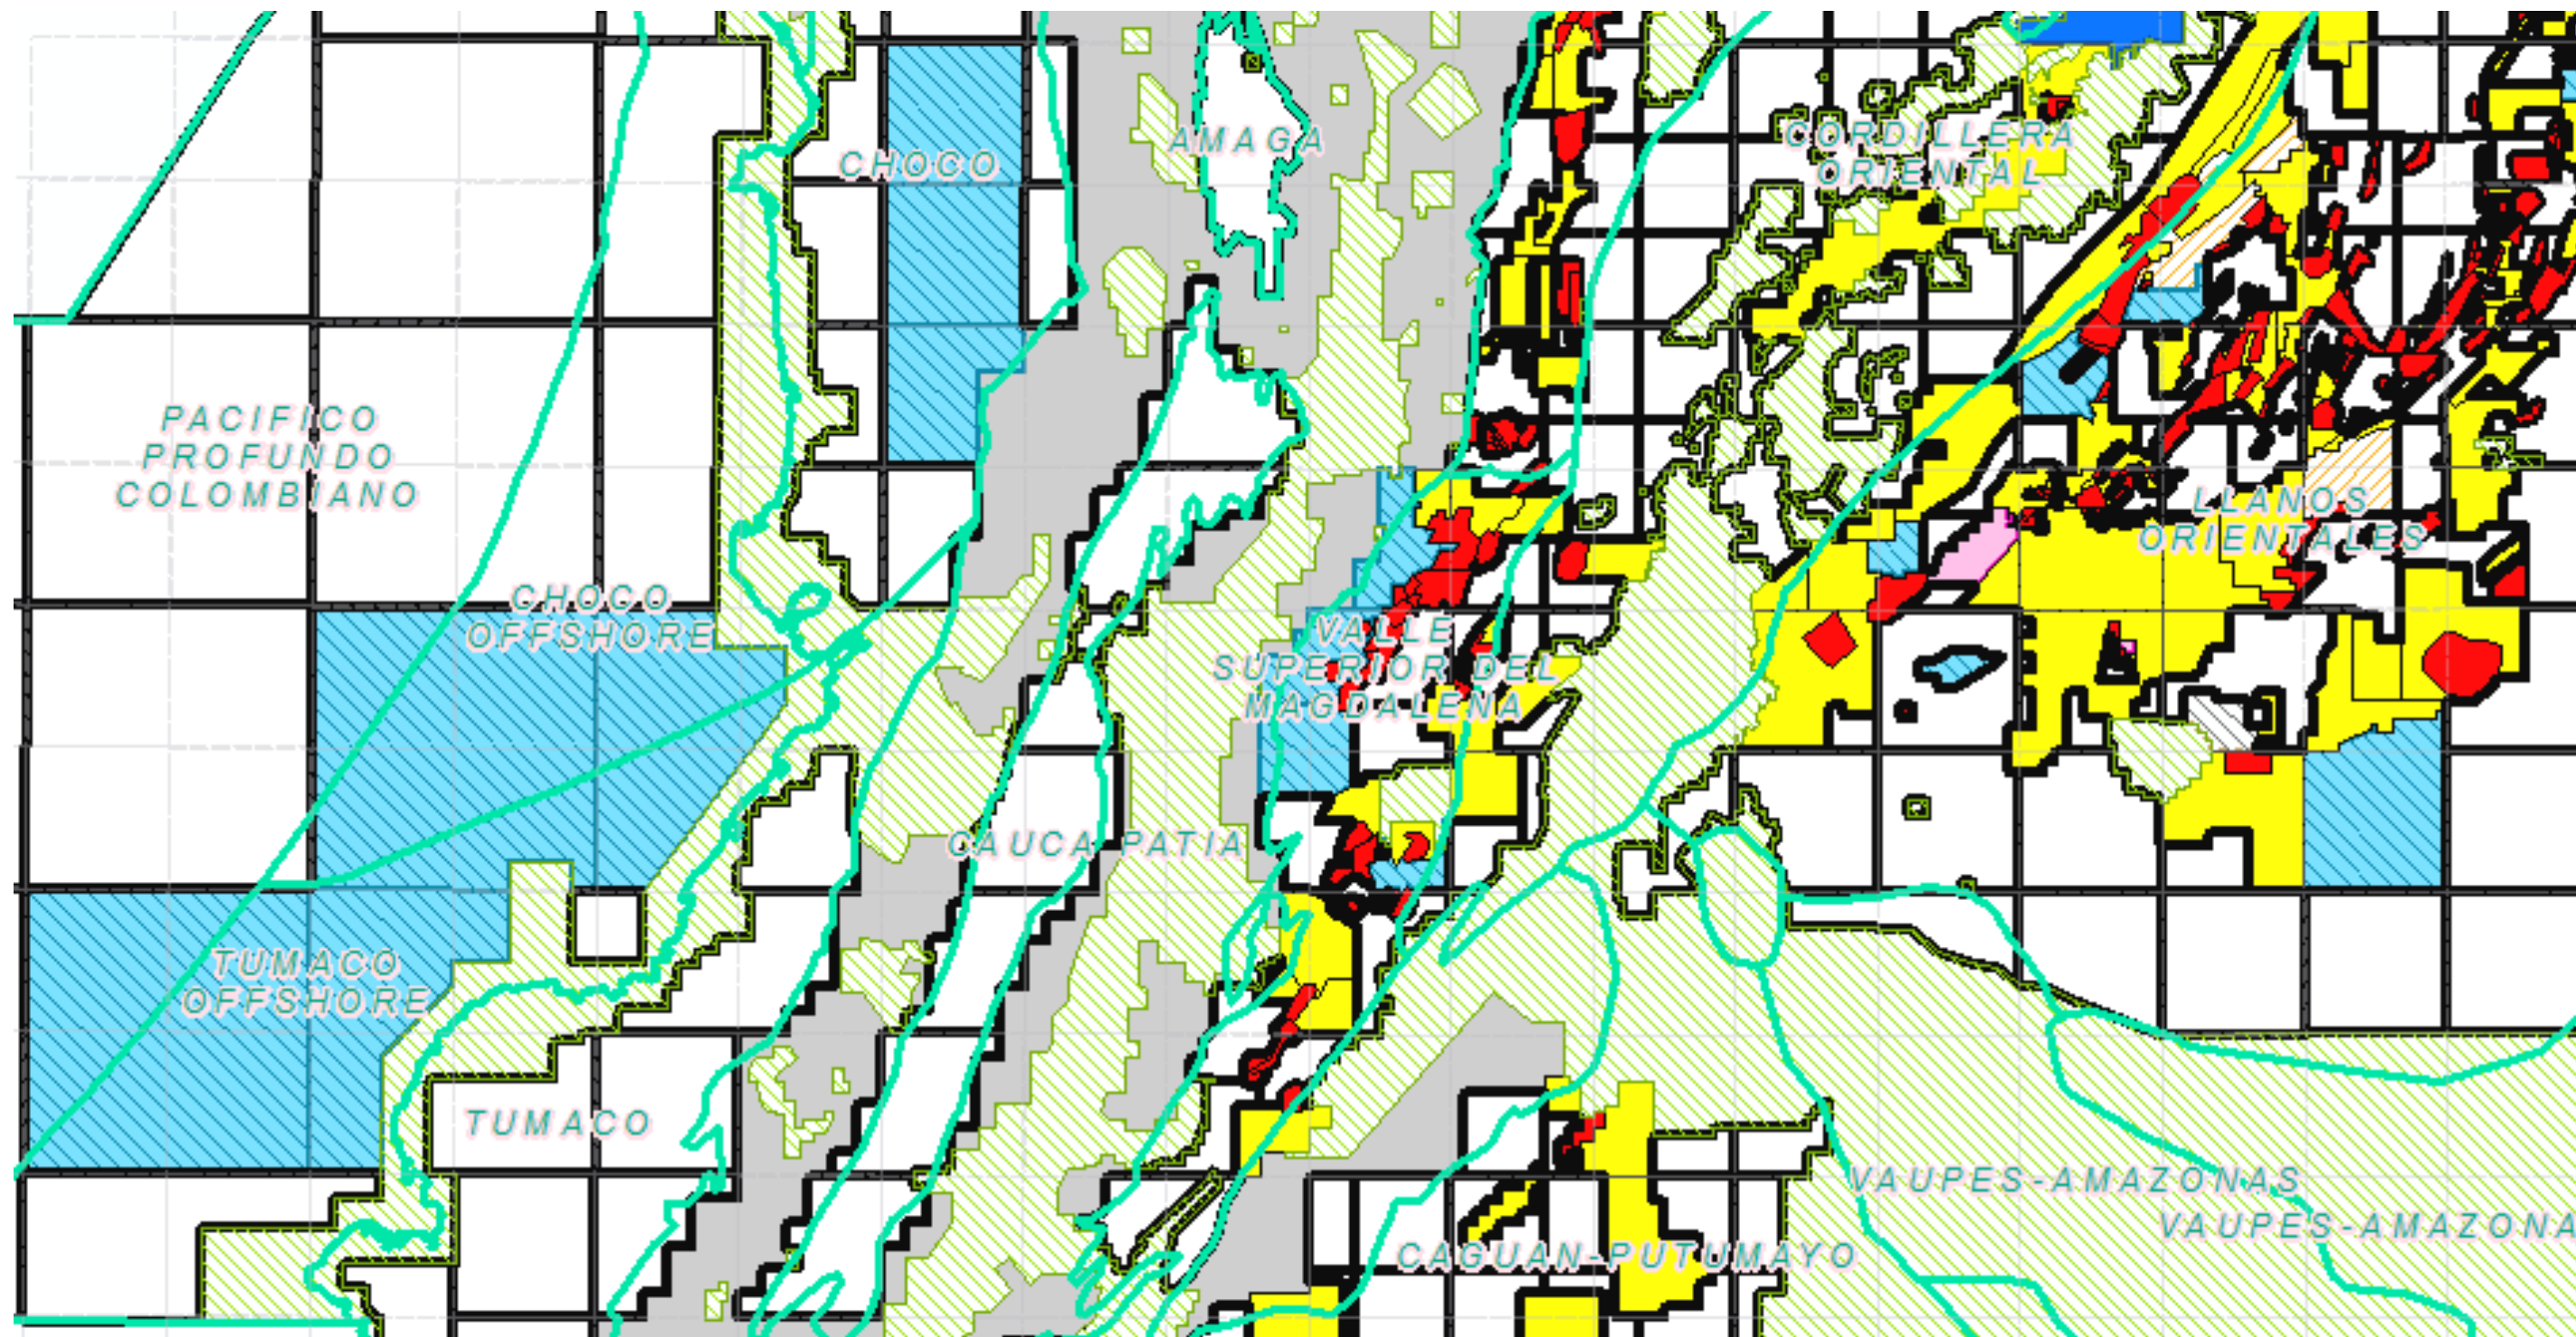 CHOCO
AMAGA
CORDILLERA
ORIENTAL
PACIFICO
PROFUNDO
COLOMBIANO
LLANOS
ORIENTALES
CHOCO
OFFSHORE
VALLE
SUPERIOR DEL
MAGDALENA
CAUCA PATIA
TUMACO
OFFSHORE
TUMACO
VAUPES-AMAZONAS
VAUPES-AMAZONA
CAGUAN-PUTUMAYO